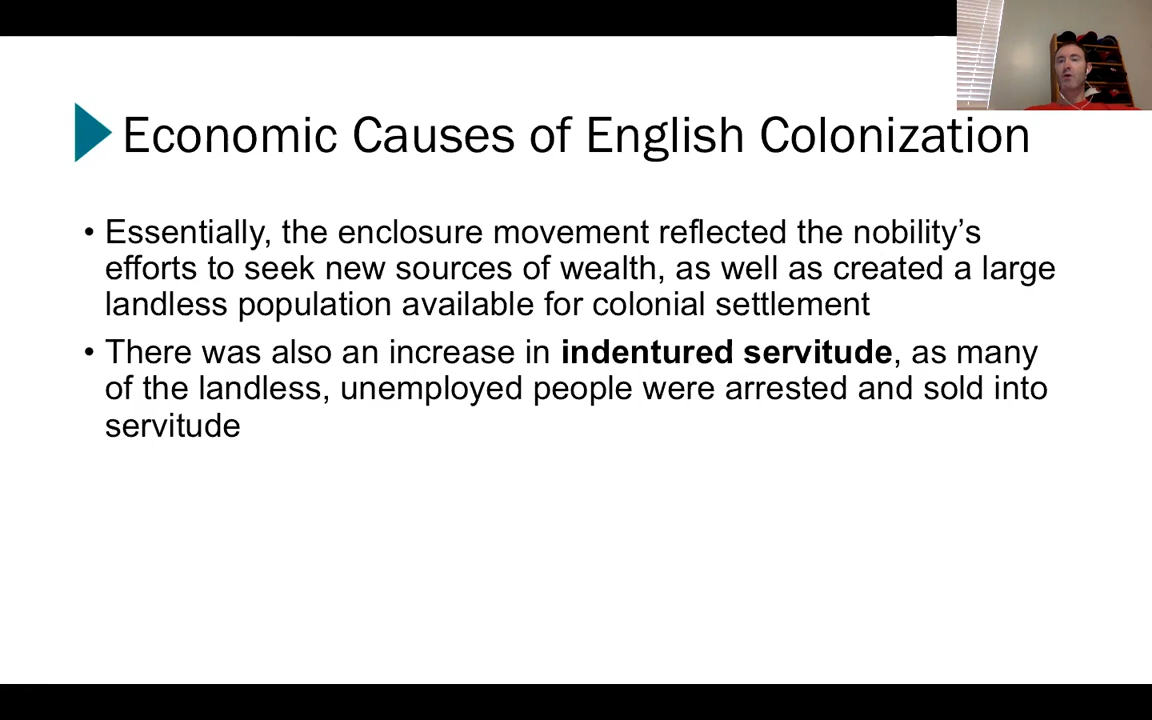 Economic Causes of English Colonization
• Essentially, the enclosure movement reflected the nobility’s
efforts to seek new sources of wealth, as well as created a large
landless population available for colonial settlement
• There was also an increase in indentured servitude, as many
of the landless, unemployed people were arrested and sold into
servitude